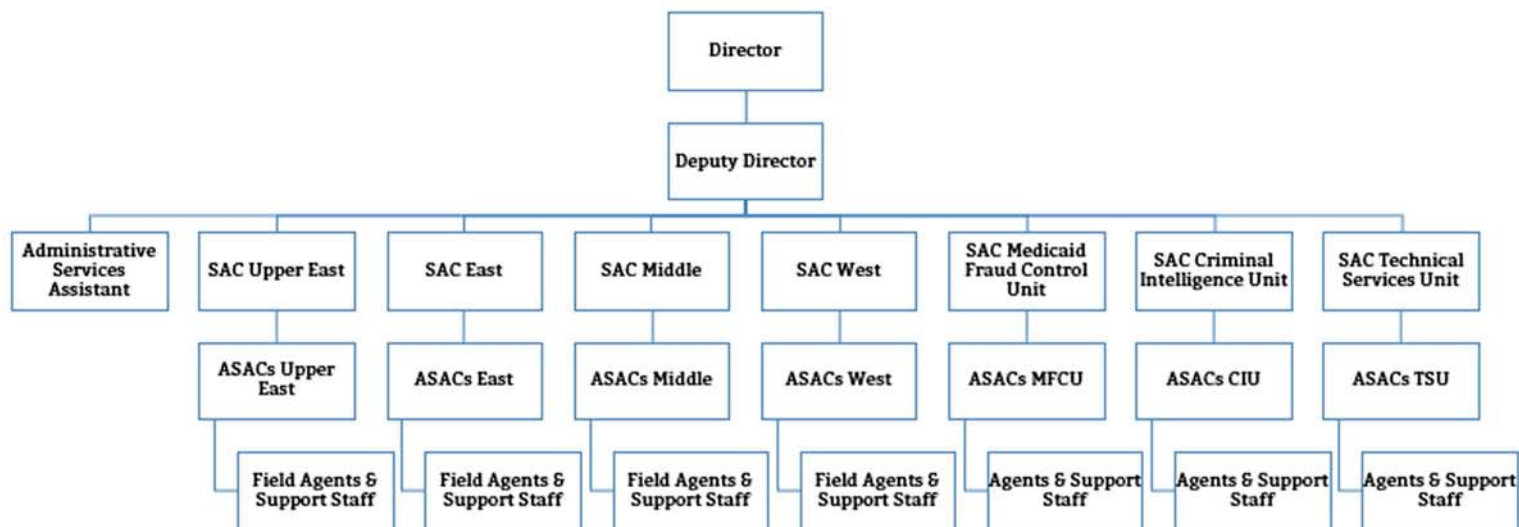 Director
Deputy Director
Administrative
Services
Assistant
SAC Upper East
SAC East
SAC Middle
SAC West
SAC Medicaid
Fraud Control
Unit
SAC Criminal
Intelligence Unit
SAC Technical
Services Unit
ASACs Upper
East
ASACs East
ASACs Middle
ASACs West
ASACs MFCU
ASACs CIU
ASACs TSU
Field Agents &
Support Staff
Field Agents &
Support Staff
Field Agents &
Support Staff
Field Agents &
Support Staff
Agents & Support
Staff
Agents & Support
Staff
Agents & Support
Staff